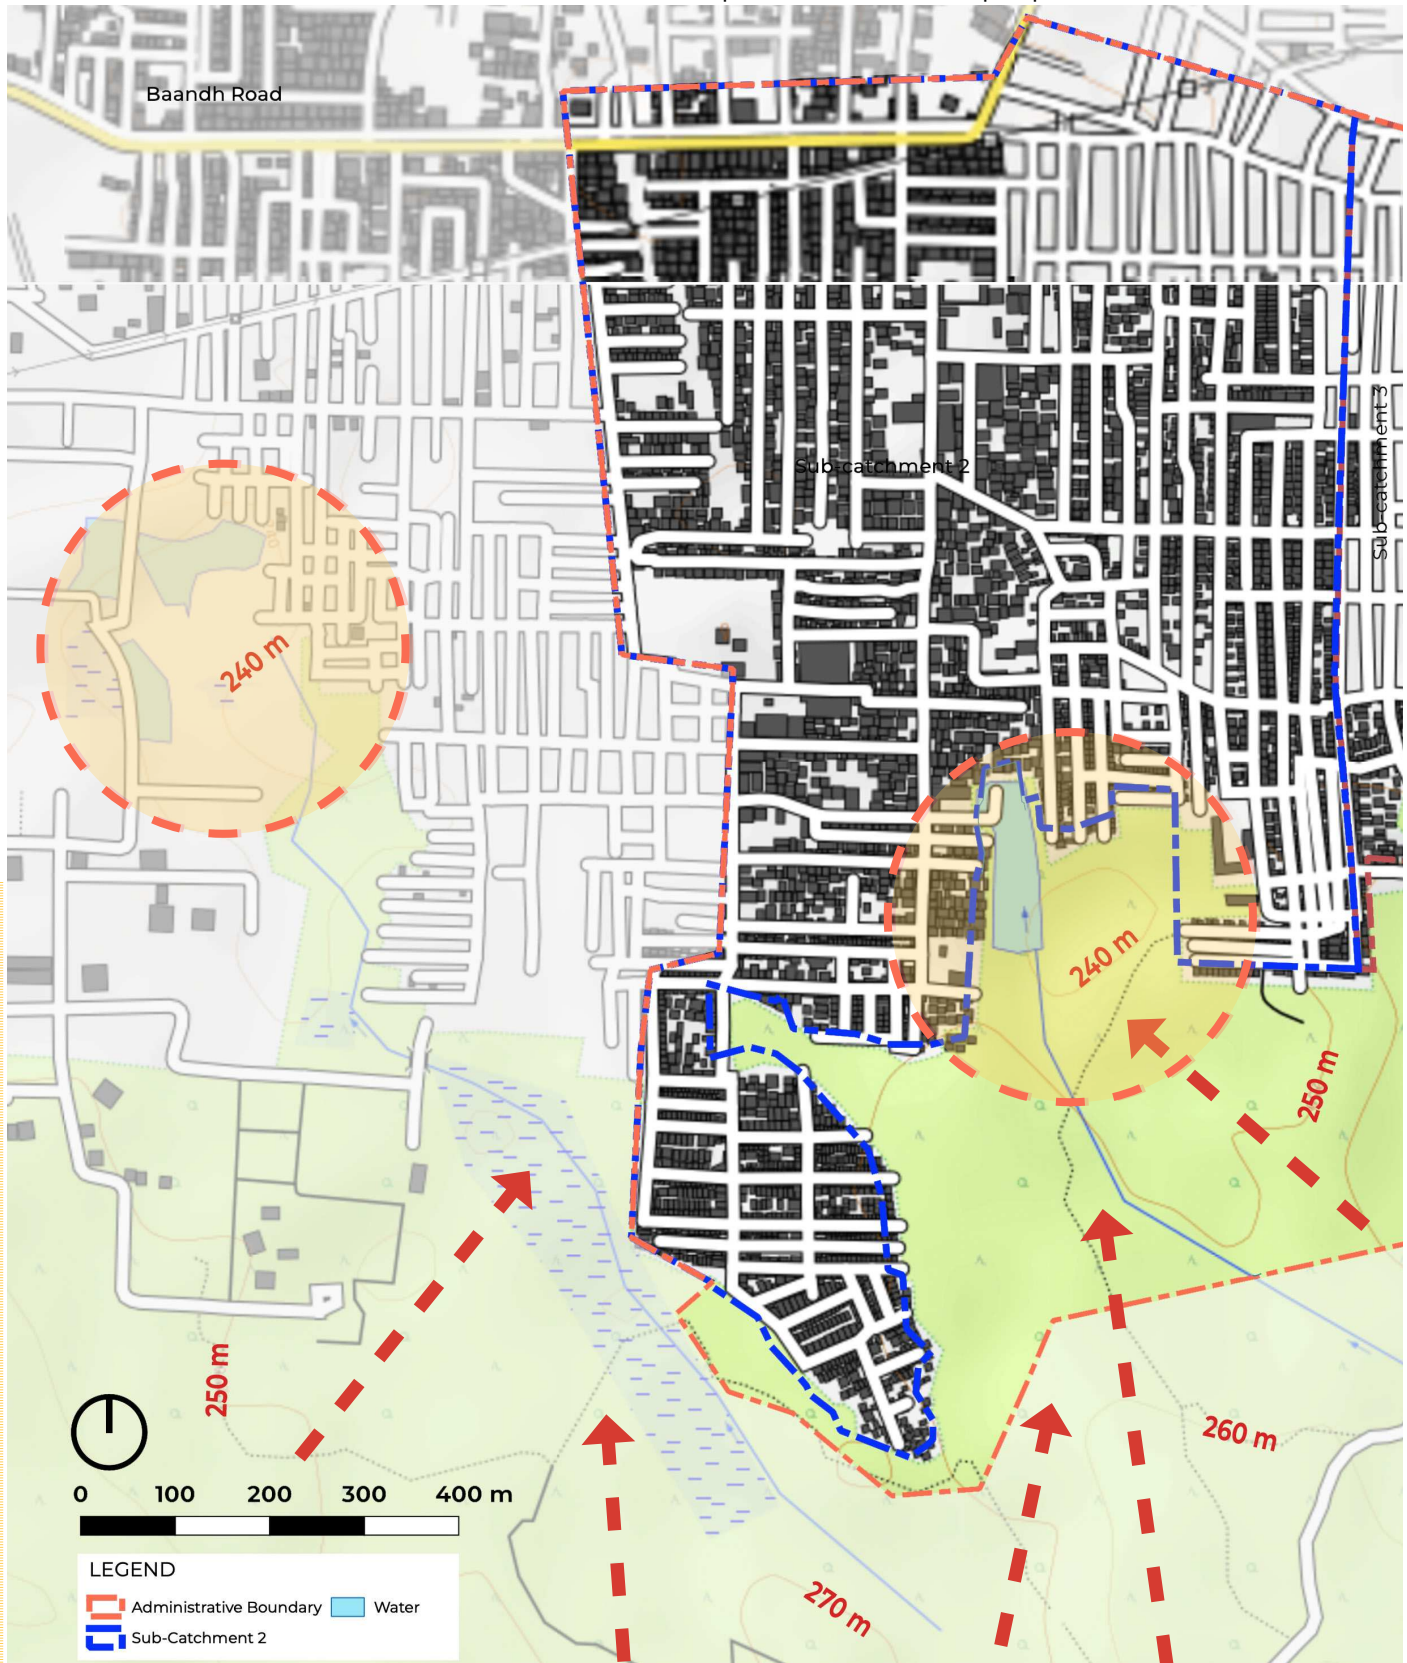 Baandh Road
Sub-catchment 2
Sub-catchment 3
240 m
240 m
250 m
250 m
260 m
270 m
0 100 200 300 400 m
LEGEND
Administrative Boundary Water
Sub-Catchment 2